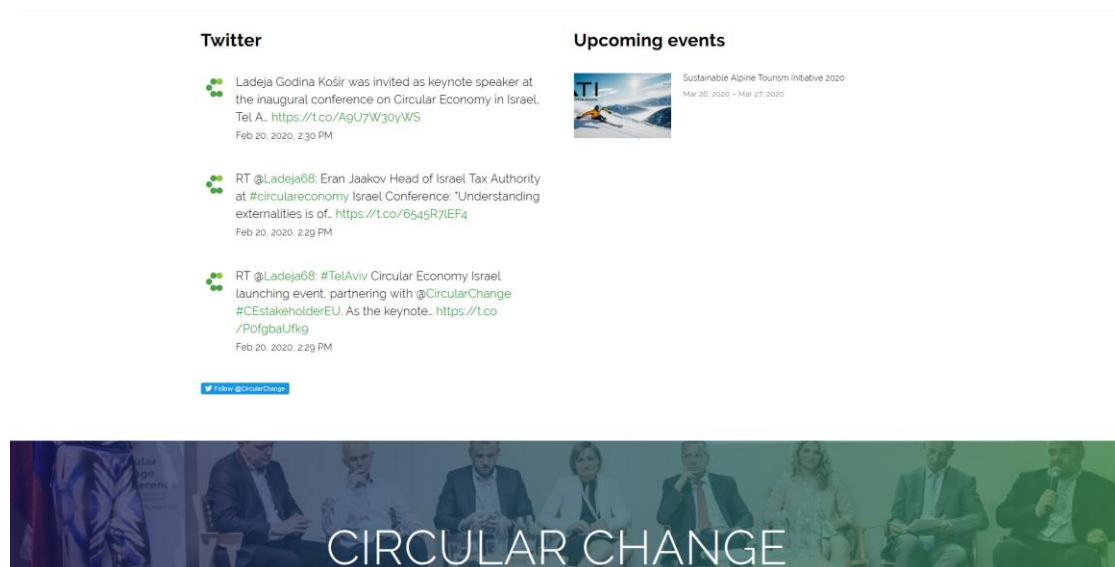 Twitter
Ladeja Godina Košir was invited as keynote speaker at
the inaugural conference on Circular Economy in Israel,
Tel A… https://t.co/A9U7W30yWS
Feb 20, 2020, 2:30 PM
RT @Ladeja68: Eran Jaakov Head of Israel Tax Authority
at #circulareconomy Israel Conference: "Understanding
externalities is of… https://t.co/6545R7lEF4
Feb 20, 2020, 2:29 PM
RT @Ladeja68: #TelAviv Circular Economy Israel
launching event, partnering with @CircularChange
#CEstakeholderEU. As the keynote… https://t.co
/P0fgbaUfk9
Feb 20, 2020, 2:29 PM
Follow @CircularChange
Upcoming events
ATI
Sustainable Alpine Tourism Initiative 2020
Mar 26, 2020 – Mar 27, 2020
CIRCULAR CHANGE